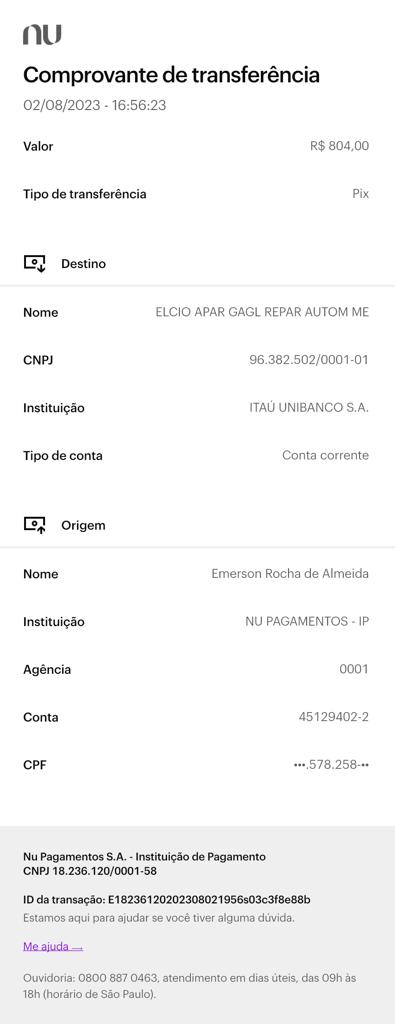 nu
Comprovante de transferência
02/08/2023 - 16:56:23
Valor R$ 804,00
Tipo de transferência Pix
Destino
Nome ELCIO APAR GAGL REPAR AUTOM ME
CNPJ 96.382.502/0001-01
Instituição ITAÚ UNIBANCO S.A.
Tipo de conta Conta corrente
Origem
Nome Emerson Rocha de Almeida
Instituição NU PAGAMENTOS - IP
Agência 0001
Conta 45129402-2
CPF •••.578.258-••
Nu Pagamentos S.A. - Instituição de Pagamento
CNPJ 18.236.120/0001-58
ID da transação: E18236120202308021956s03c3f8e88b
Estamos aqui para ajudar se você tiver alguma dúvida.
Me ajuda →
Ouvidoria: 0800 887 0463, atendimento em dias úteis, das 09h às
18h (horário de São Paulo).